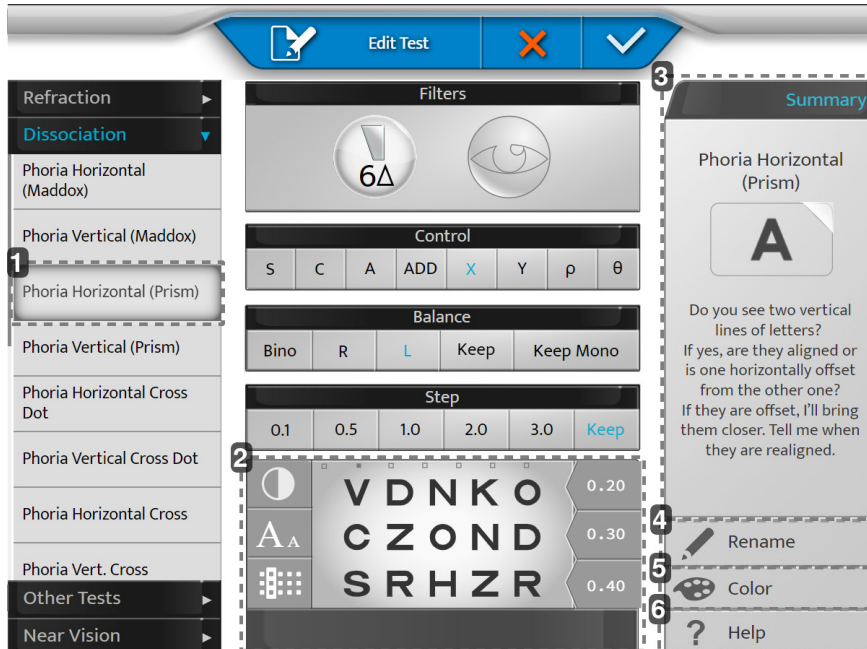 Edit Test
3
Refraction
Dissociation
Phoria Horizontal
(Maddox)
Phoria Vertical (Maddox)
1
Phoria Horizontal (Prism)
Phoria Vertical (Prism)
Phoria Horizontal Cross
Dot
Phoria Vertical Cross Dot
Phoria Horizontal Cross
Phoria Vert. Cross
Other Tests
Near Vision
Filters
6Δ
Control
S C A ADD X Y ρ θ
Balance
Bino R L Keep Keep Mono
Step
0.1 0.5 1.0 2.0 3.0 Keep
2
V D N K O 0.20
AA C Z O N D 0.30
S R H Z R 0.40
Summary
Phoria Horizontal
(Prism)
A
Do you see two vertical
lines of letters?
If yes, are they aligned or
is one horizontally offset
from the other one?
If they are offset, I'll bring
them closer. Tell me when
they are realigned.
4
Rename
5
Color
6
? Help